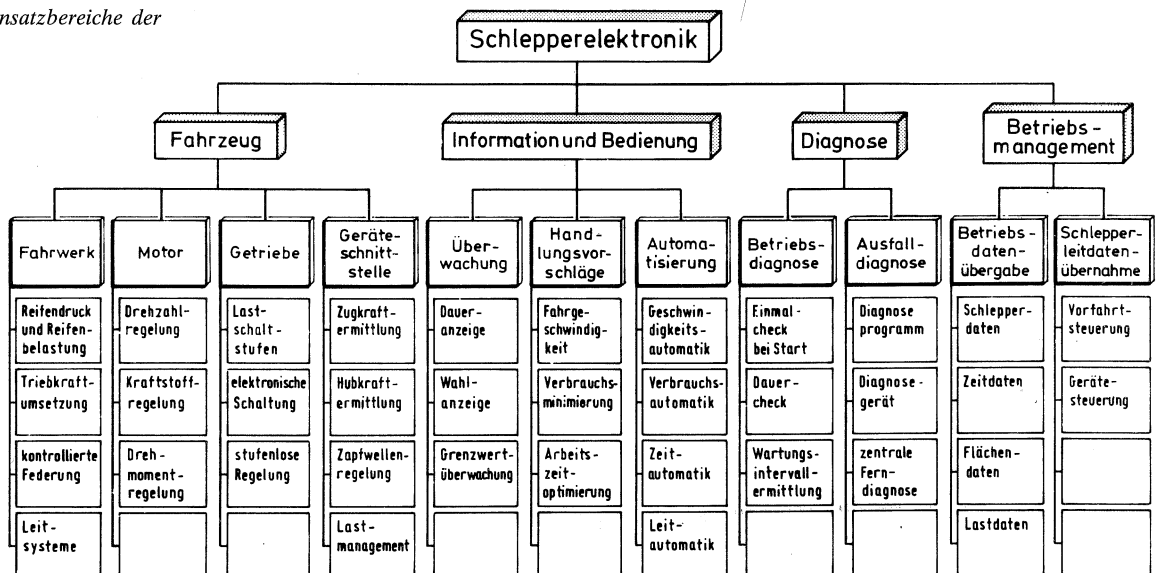 nsatzbereiche der
Schlepperelektronik
Fahrzeug
Information und Bedienung
Diagnose
Betriebs-
management
Fahrwerk
Motor
Getriebe
Geräte-
schnitt-
stelle
Über-
wachung
Hand-
lungsvor-
schläge
Automa-
tisierung
Betriebs-
diagnose
Ausfall-
diagnose
Betriebs-
daten-
übergabe
Schlepper-
leitdaten-
übernahme
Reifendruck
und Reifen-
belastung
Triebkraft-
umsetzung
kontrollierte
Federung
Leit-
systeme
Drehzahl-
regelung
Kraftstoff-
regelung
Dreh-
moment-
regelung
Last-
schalt-
stufen
elektronische
Schaltung
stufenlose
Regelung
Zugkraft-
ermittlung
Hubkraft-
ermittlung
Zapfwellen-
regelung
Last-
management
Dauer-
anzeige
Wahl-
anzeige
Grenzwert-
überwachung
Fahrge-
schwindig-
keit
Verbrauchs-
minimierung
Arbeits-
zeit-
optimierung
Geschwin-
digkeits-
automatik
Verbrauchs-
automatik
Zeit-
automatik
Leit-
automatik
Einmal-
check
bei Start
Dauer-
check
Wartungs-
intervall-
ermittlung
Diagnose
programm
Diagnose-
gerät
zentrale
Fern-
diagnose
Schlepper-
daten
Zeitdaten
Flächen-
daten
Lastdaten
Vorfahrt-
steuerung
Geräte-
steuerung